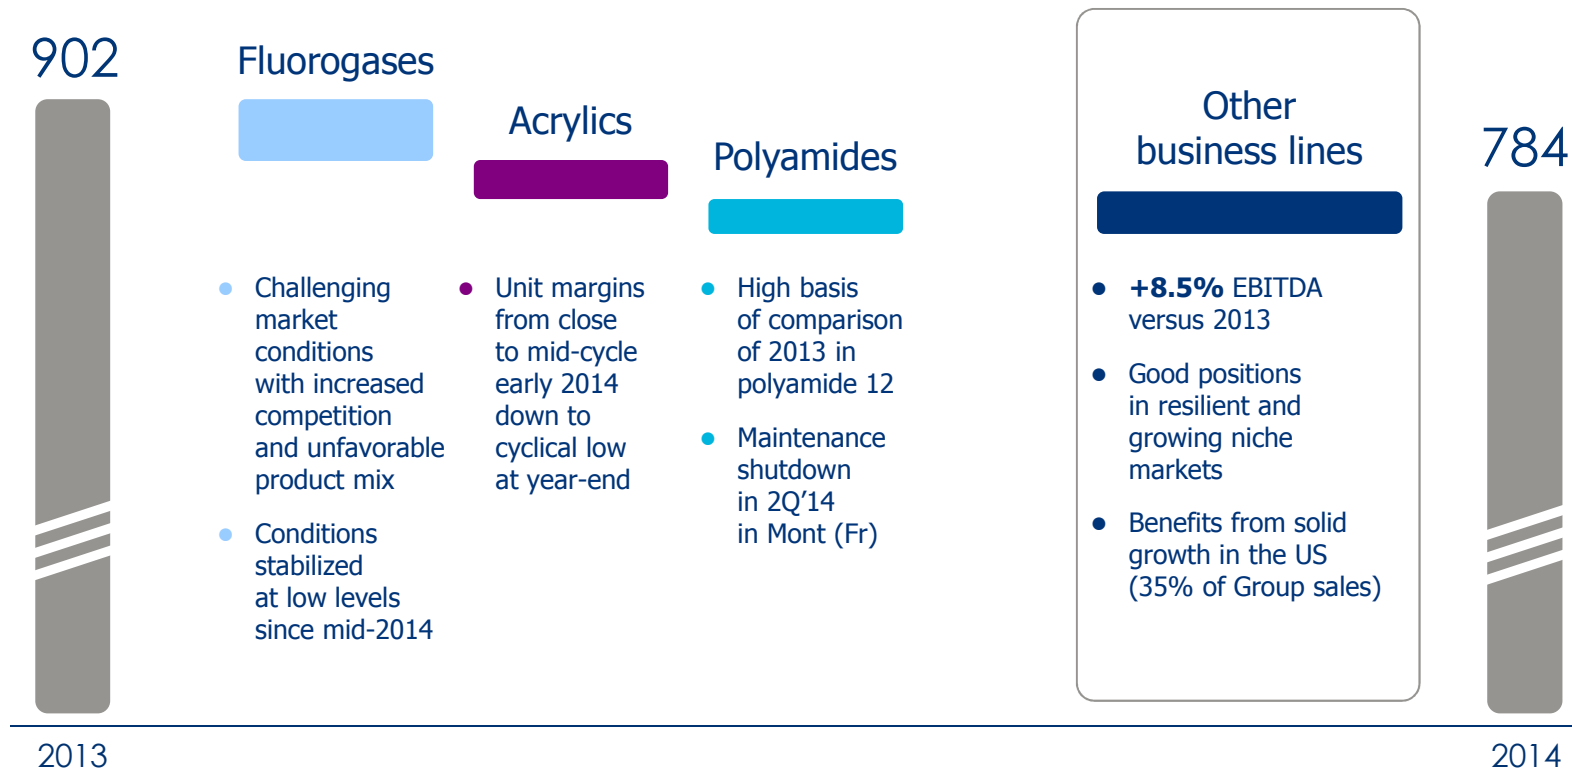 902
Fluorogases
Challenging
market
conditions
with increased
competition
and unfavorable
product mix
Conditions
stabilized
at low levels
since mid-2014
Acrylics
Unit margins
from close
to mid-cycle
early 2014
down to
cyclical low
at year-end
Polyamides
High basis
of comparison
of 2013 in
polyamide 12
Maintenance
shutdown
in 2Q’14
in Mont (Fr)
Other
business lines
+8.5% EBITDA
versus 2013
Good positions
in resilient and
growing niche
markets
Benefits from solid
growth in the US
(35% of Group sales)
784
2013
2014